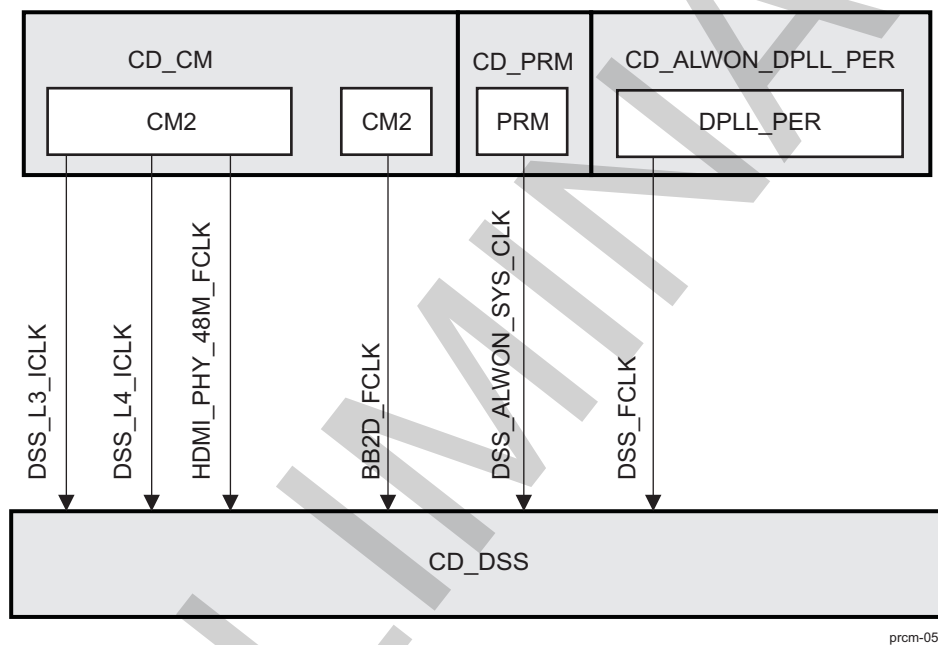 CD_CM
CD_PRM
CD_ALWON_DPLL_PER
CM2
CM2
PRM
DPLL_PER
DSS_L3_ICLK
DSS_L4_ICLK
HDMI_PHY_48M_FCLK
BB2D_FCLK
DSS_ALWON_SYS_CLK
DSS_FCLK
CD_DSS
prcm-05